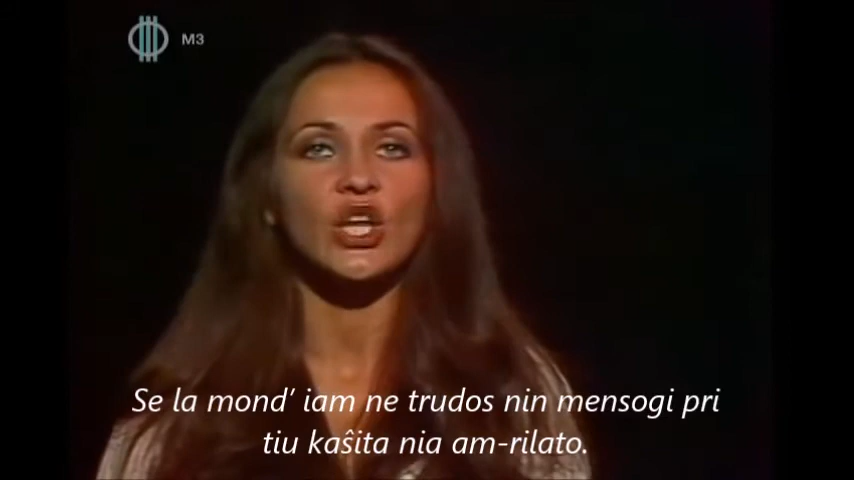 M3
Se la mond' iam ne trudos nin mensogi pri
tiu kaŝita nia am-rilato.